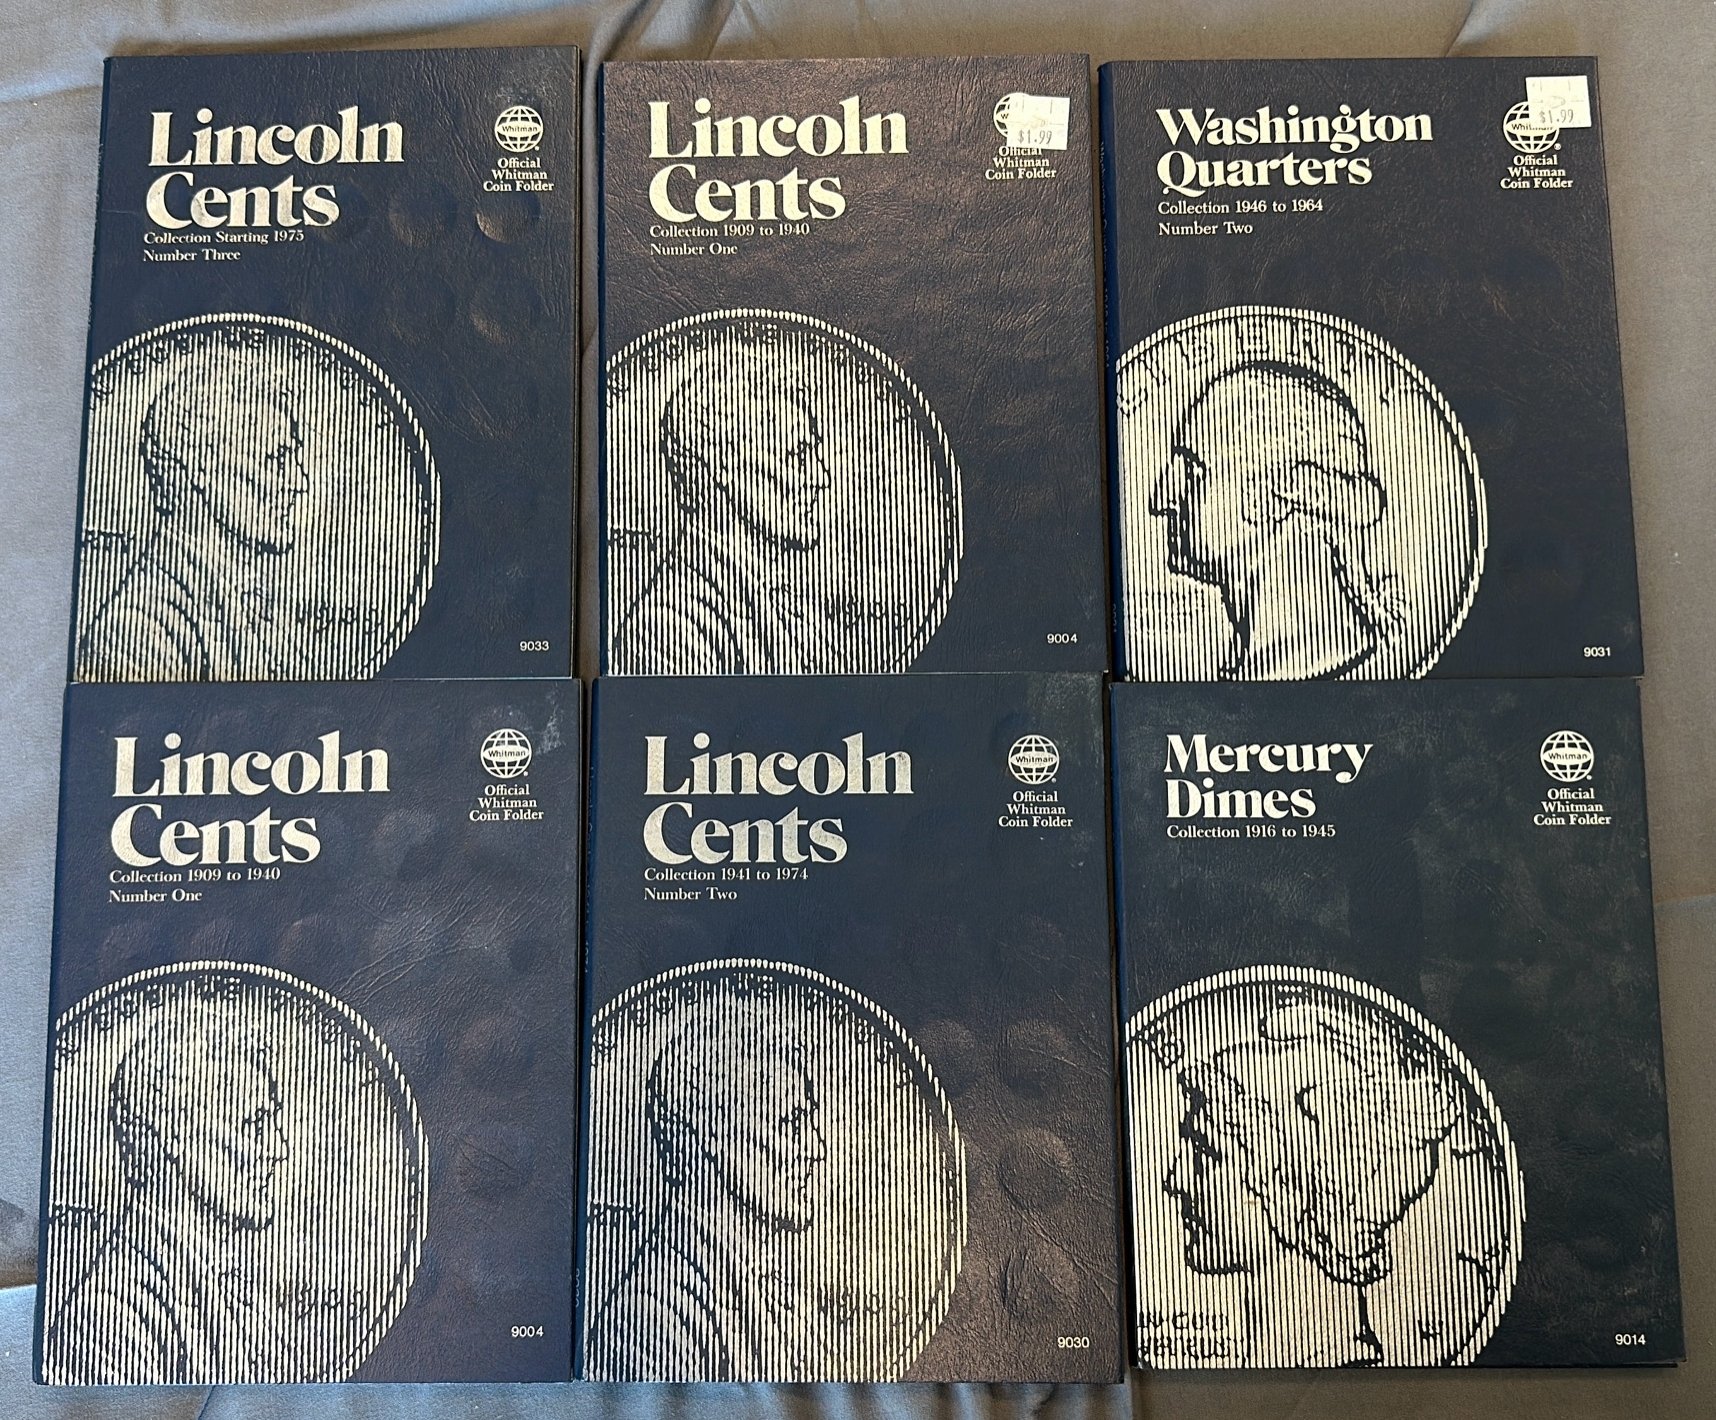 Lincoln
Cents
Collection Starting 1975
Number Three
Whitman
Official
Whitman
Coin Folder
9033
Lincoln
Cents
Collection 1909 to 1940
Number One
$1.99
Official
Whitman
Coin Folder
9004
Washington
Quarters
Collection 1946 to 1964
Number Two
$1.99
Whitman
Official
Whitman
Coin Folder
9031
Lincoln
Cents
Collection 1909 to 1940
Number One
Whitman
Official
Whitman
Coin Folder
9004
Lincoln
Cents
Collection 1941 to 1974
Number Two
Whitman
Official
Whitman
Coin Folder
9030
Mercury
Dimes
Collection 1916 to 1945
Whitman
Official
Whitman
Coin Folder
9014